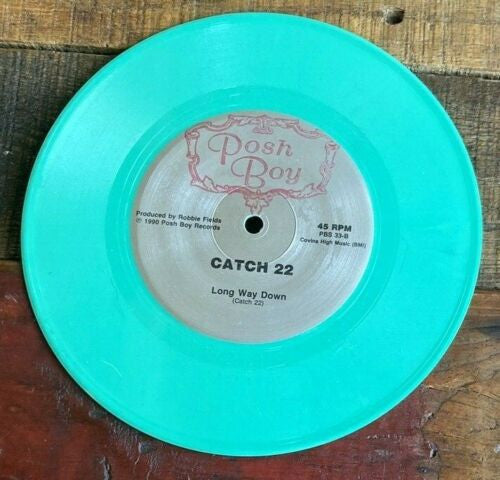 Posh
Boy
Produced by Robbie Fields
℗ 1990 Posh Boy Records
45 RPM
PBS 33-B
Covina High Music (BMI)
CATCH 22
Long Way Down
(Catch 22)